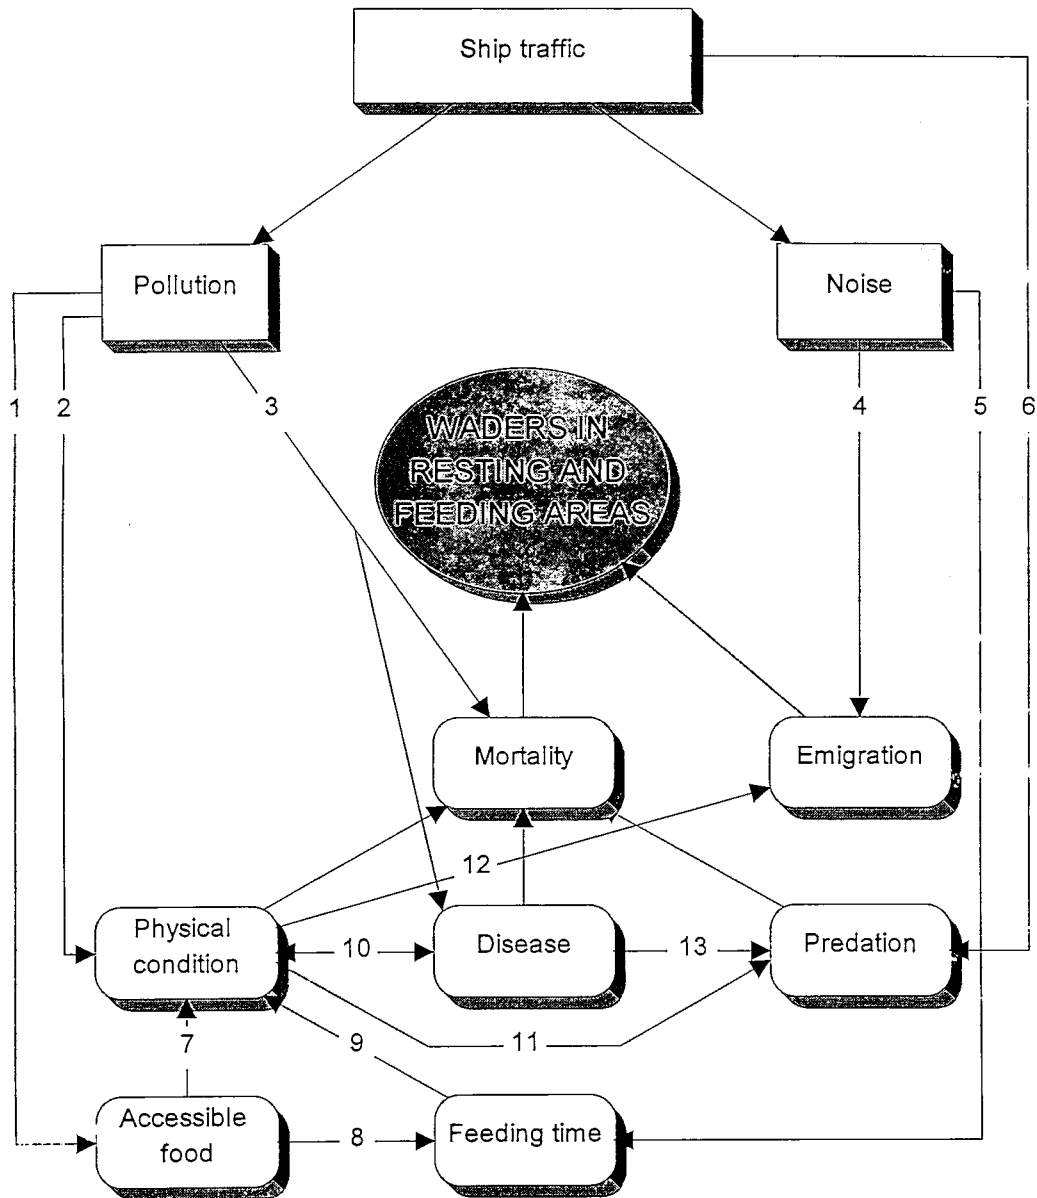 Ship traffic
Pollution
Noise
1
2
3
4
5
6
WADERS IN
RESTING AND
FEEDING AREAS
Mortality
Emigration
12
Physical
condition
10
Disease
13
Predation
7
9
11
Accessible
food
8
Feeding time